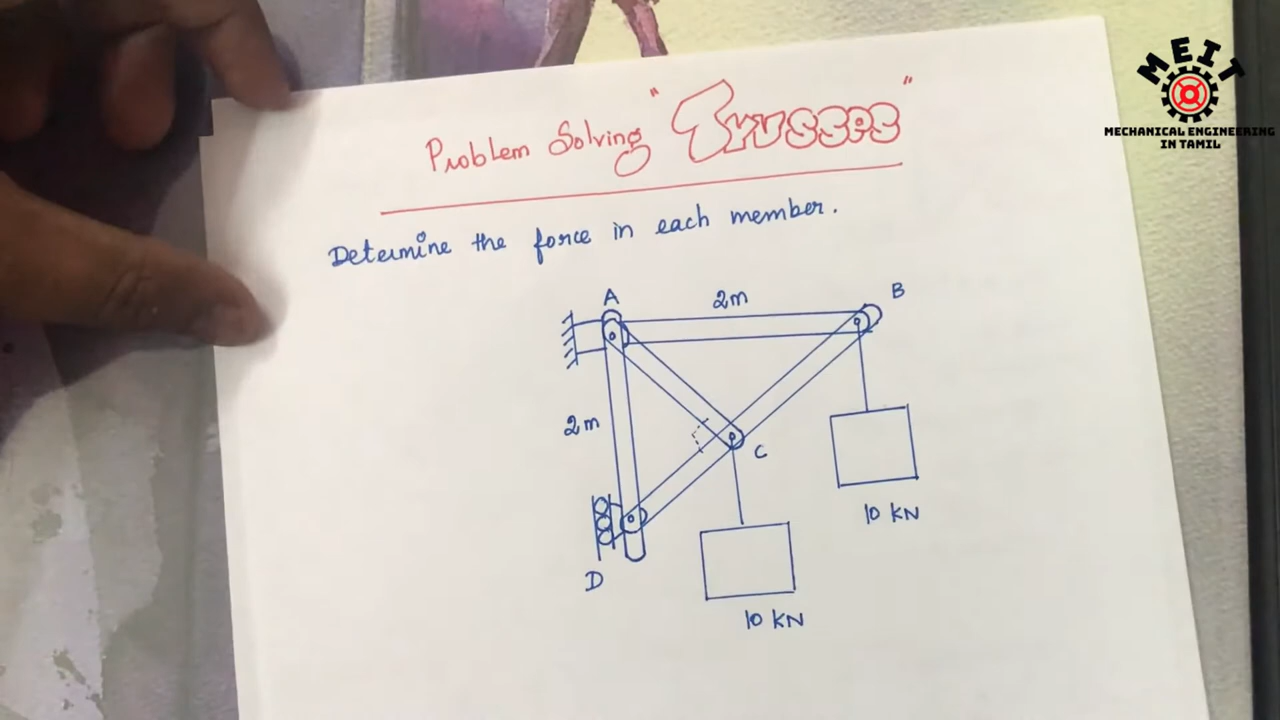 MEIT
MECHANICAL ENGINEERING
IN TAMIL
Problem Solving "Trusses"
Determine the force in each member.
A
2m
B
2m
C
10 KN
D
10 KN